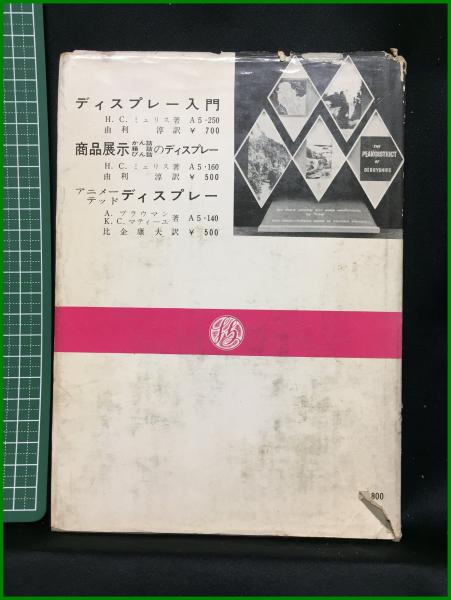 ディスプレー入門
H. C. ミュリス著 A5・250
由利 淳訳 ¥ 700
商品展示 かん詰 箱詰 びん詰 のディスプレー
H. C. ミュリス著 A5・160
由利 淳訳 ¥ 500
アニメーテッド ディスプレー
A. ブラウマン
K. C. マティーユ 著 A5・140
比企康夫訳 ¥ 500
THE
PEAK DISTRICT
OF
DERBYSHIRE
800